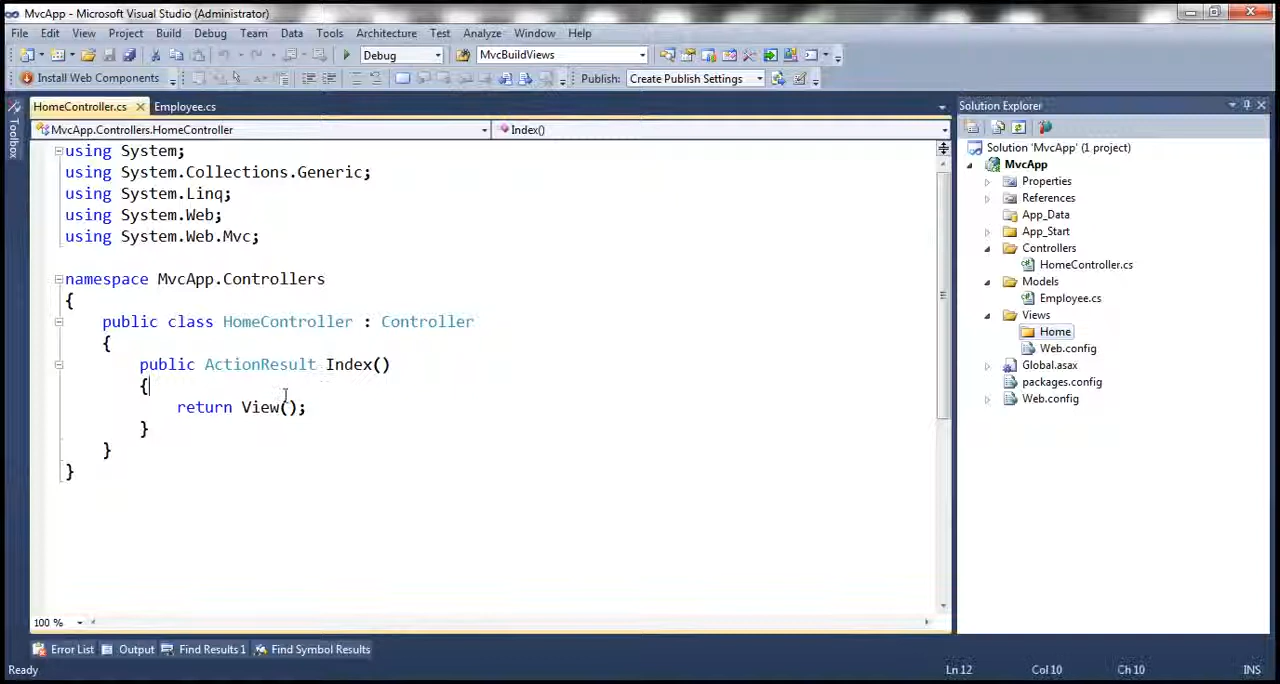 MvcApp - Microsoft Visual Studio (Administrator)
File Edit View Project Build Debug Team Data Tools Architecture Test Analyze Window Help
Debug MvcBuildViews
Install Web Components Publish: Create Publish Settings
HomeController.cs Employee.cs
MvcApp.Controllers.HomeController Index()
Toolbox
using System;
using System.Collections.Generic;
using System.Linq;
using System.Web;
using System.Web.Mvc;
namespace MvcApp.Controllers
{
public class HomeController : Controller
{
public ActionResult Index()
{
return View();
}
}
}
100 %
Solution Explorer
Solution 'MvcApp' (1 project)
MvcApp
Properties
References
App_Data
App_Start
Controllers
HomeController.cs
Models
Employee.cs
Views
Home
Web.config
Global.asax
packages.config
Web.config
Error List Output Find Results 1 Find Symbol Results
Ready Ln 12 Col 10 Ch 10 INS